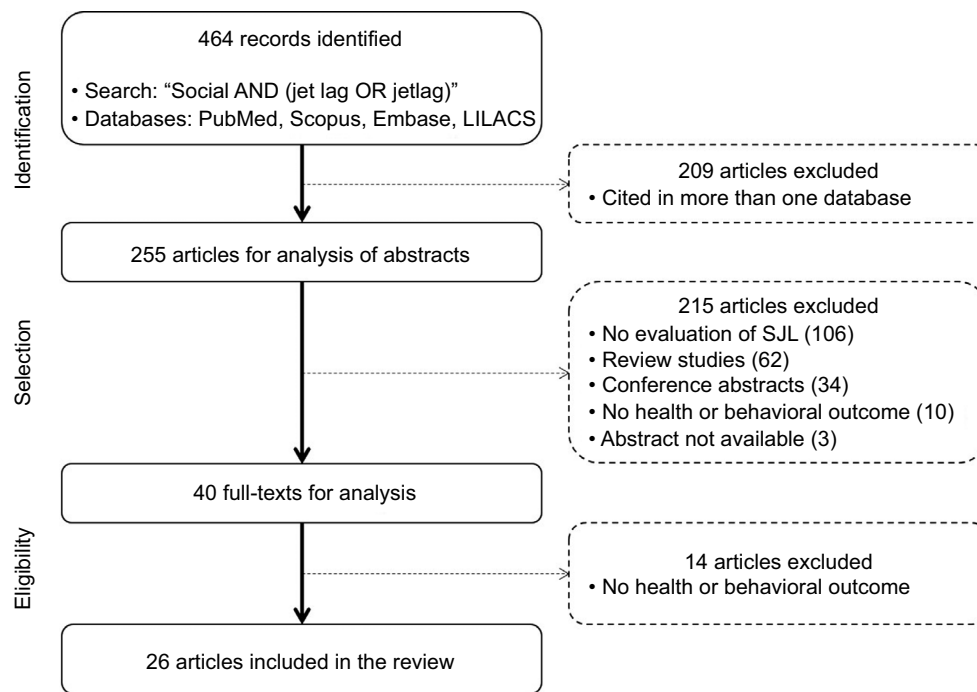 Identification
464 records identified
• Search: “Social AND (jet lag OR jetlag)”
• Databases: PubMed, Scopus, Embase, LILACS
209 articles excluded
• Cited in more than one database
255 articles for analysis of abstracts
Selection
215 articles excluded
• No evaluation of SJL (106)
• Review studies (62)
• Conference abstracts (34)
• No health or behavioral outcome (10)
• Abstract not available (3)
40 full-texts for analysis
Eligibility
14 articles excluded
• No health or behavioral outcome
26 articles included in the review